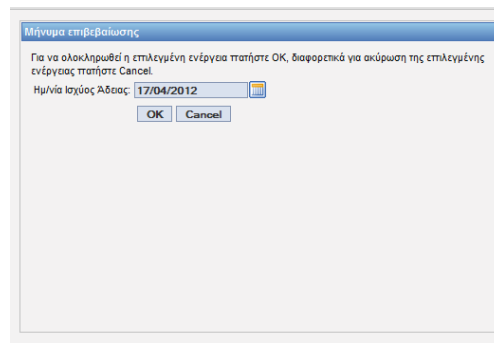 Μήνυμα επιβεβαίωσης
Για να ολοκληρωθεί η επιλεγμένη ενέργεια πατήστε OK, διαφορετικά για ακύρωση της επιλεγμένης
ενέργειας πατήστε Cancel.
Ημ/νία Ισχύος Άδειας: 17/04/2012
OK Cancel